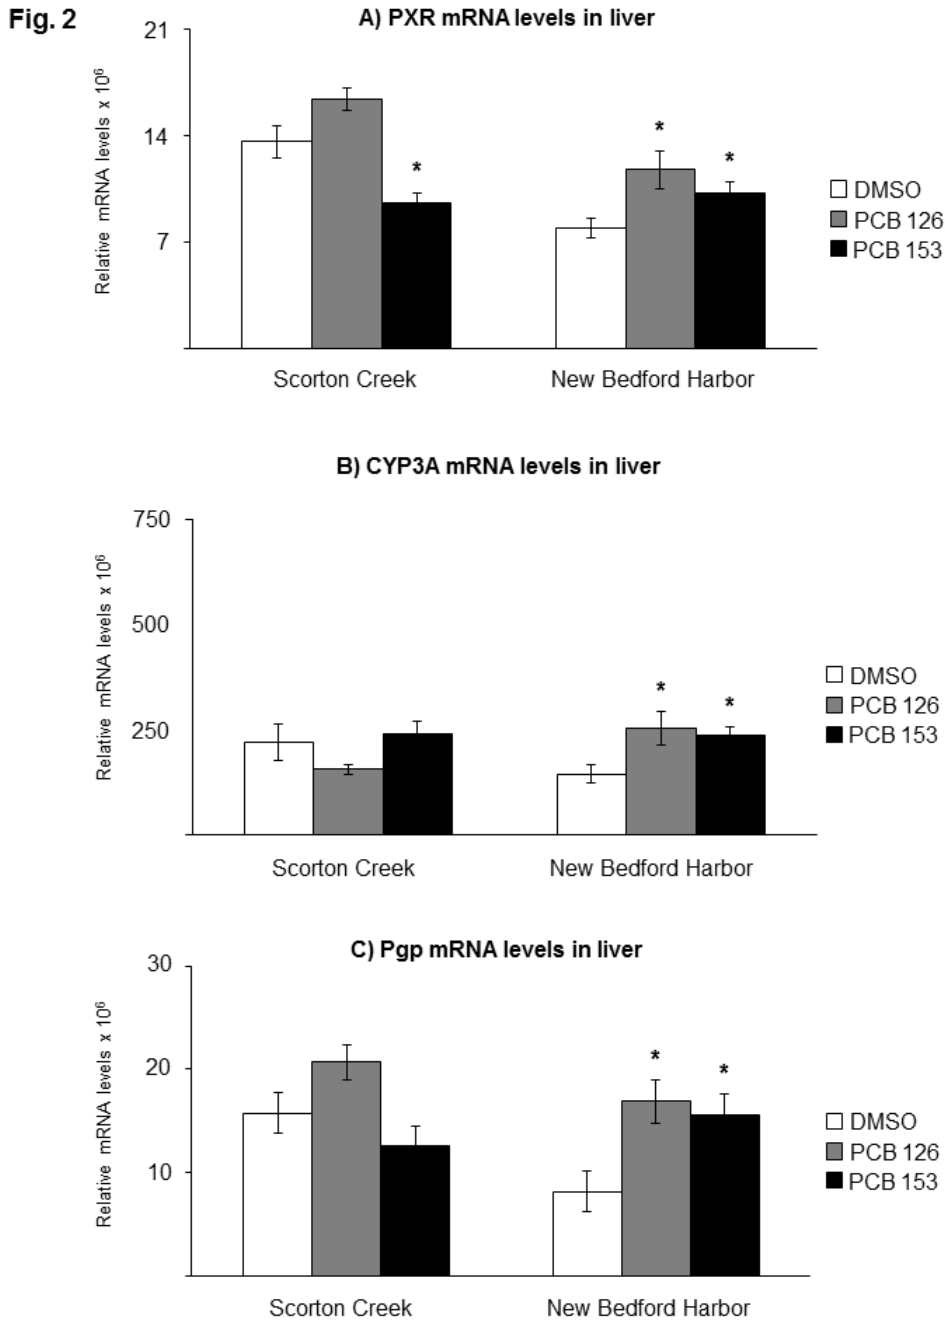 Fig. 2
A) PXR mRNA levels in liver
Relative mRNA levels x 10⁶
21
14
7
*
*
*
DMSO
PCB 126
PCB 153
Scorton Creek
New Bedford Harbor
B) CYP3A mRNA levels in liver
Relative mRNA levels x 10⁶
750
500
250
*
*
DMSO
PCB 126
PCB 153
Scorton Creek
New Bedford Harbor
C) Pgp mRNA levels in liver
Relative mRNA levels x 10⁶
30
20
10
*
*
DMSO
PCB 126
PCB 153
Scorton Creek
New Bedford Harbor